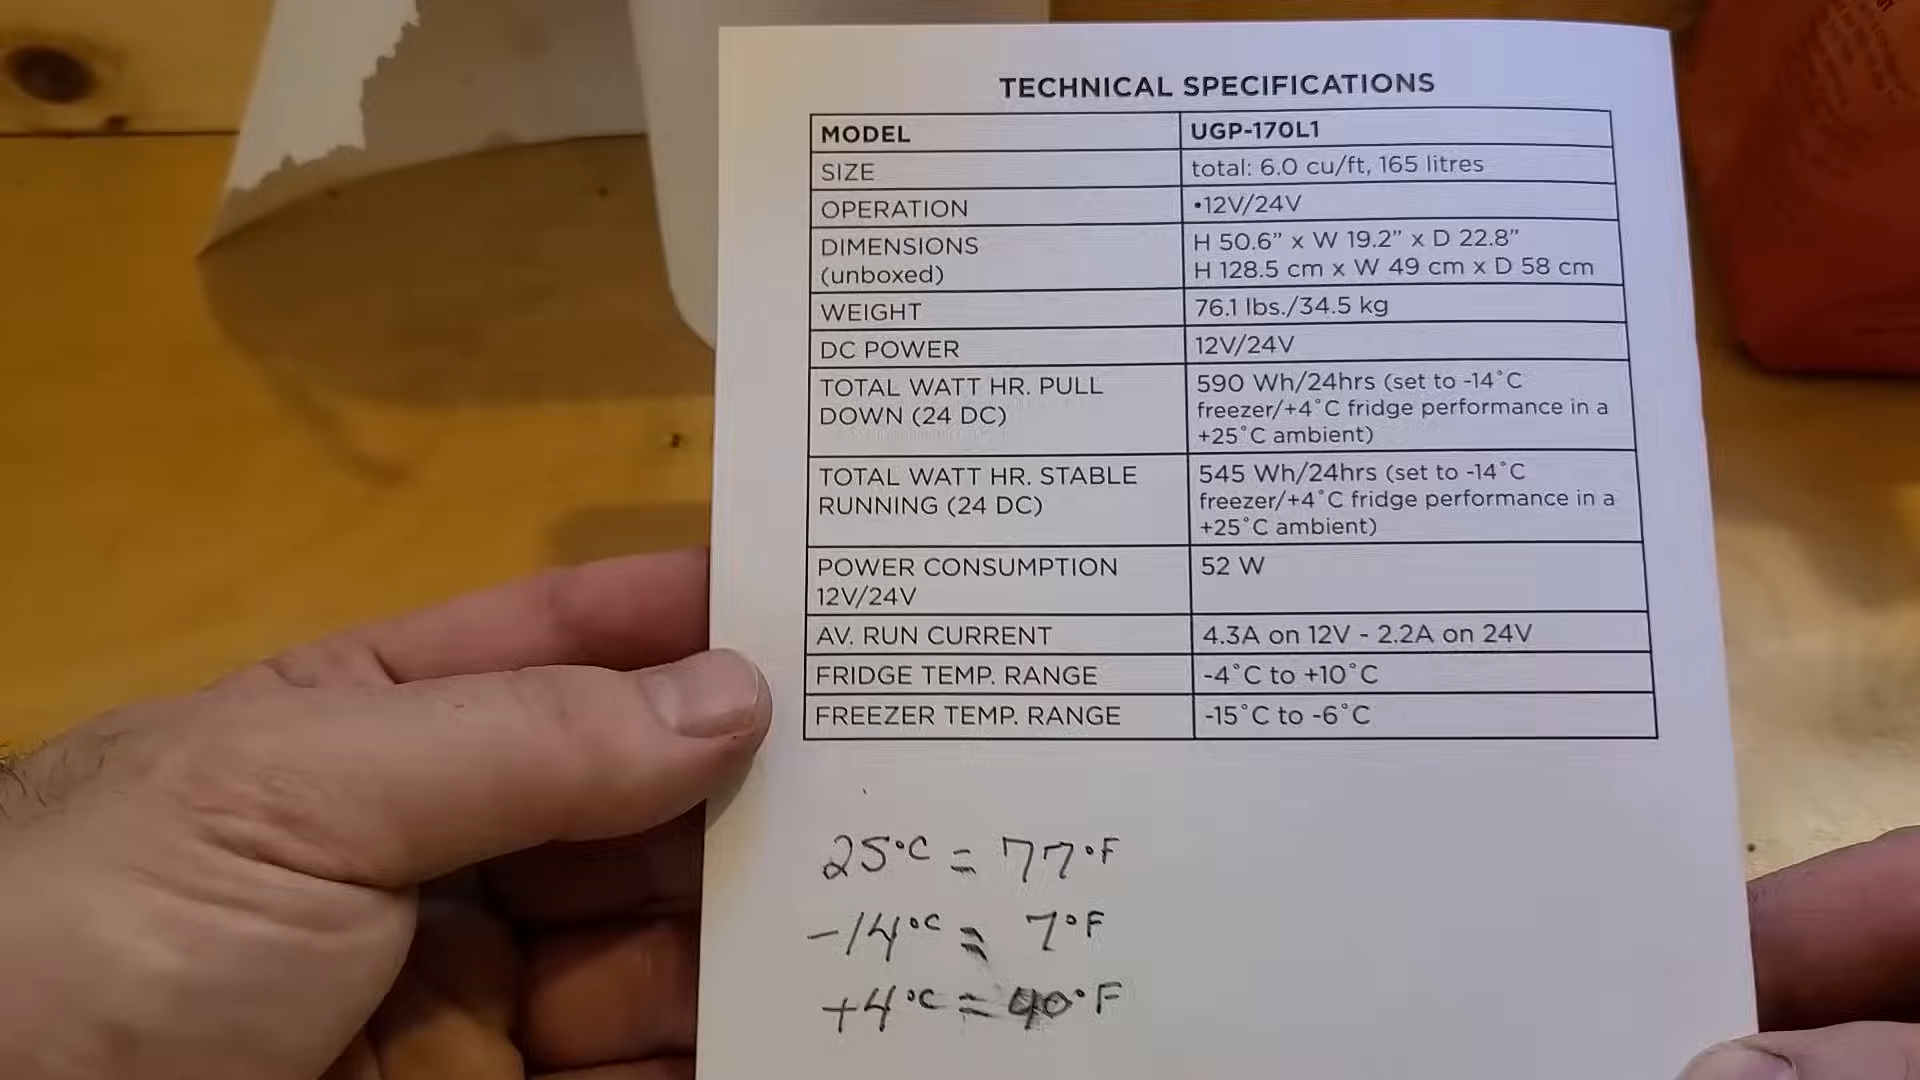 TECHNICAL SPECIFICATIONS
MODEL UGP-170L1
SIZE total: 6.0 cu/ft, 165 litres
OPERATION •12V/24V
DIMENSIONS (unboxed) H 50.6” x W 19.2” x D 22.8”
H 128.5 cm x W 49 cm x D 58 cm
WEIGHT 76.1 lbs./34.5 kg
DC POWER 12V/24V
TOTAL WATT HR. PULL DOWN (24 DC) 590 Wh/24hrs (set to -14°C
freezer/+4°C fridge performance in a
+25°C ambient)
TOTAL WATT HR. STABLE RUNNING (24 DC) 545 Wh/24hrs (set to -14°C
freezer/+4°C fridge performance in a
+25°C ambient)
POWER CONSUMPTION 12V/24V 52 W
AV. RUN CURRENT 4.3A on 12V - 2.2A on 24V
FRIDGE TEMP. RANGE -4°C to +10°C
FREEZER TEMP. RANGE -15°C to -6°C
25°C = 77°F
-14°C = 7°F
+4°C = 40°F